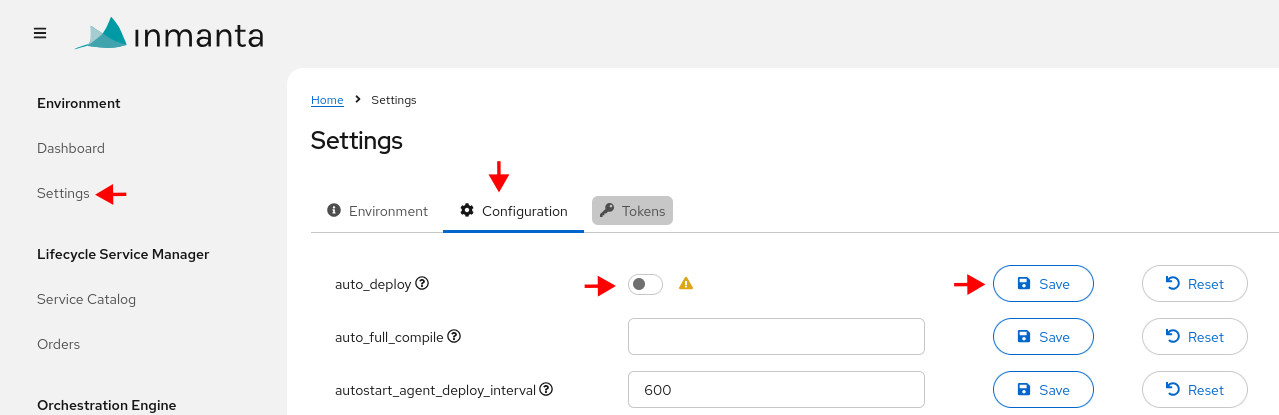 inmanta
Environment
Dashboard
Settings
Lifecycle Service Manager
Service Catalog
Orders
Orchestration Engine
Home Settings
Settings
Environment Configuration Tokens
auto_deploy Save Reset
auto_full_compile Save Reset
autostart_agent_deploy_interval 600 Save Reset